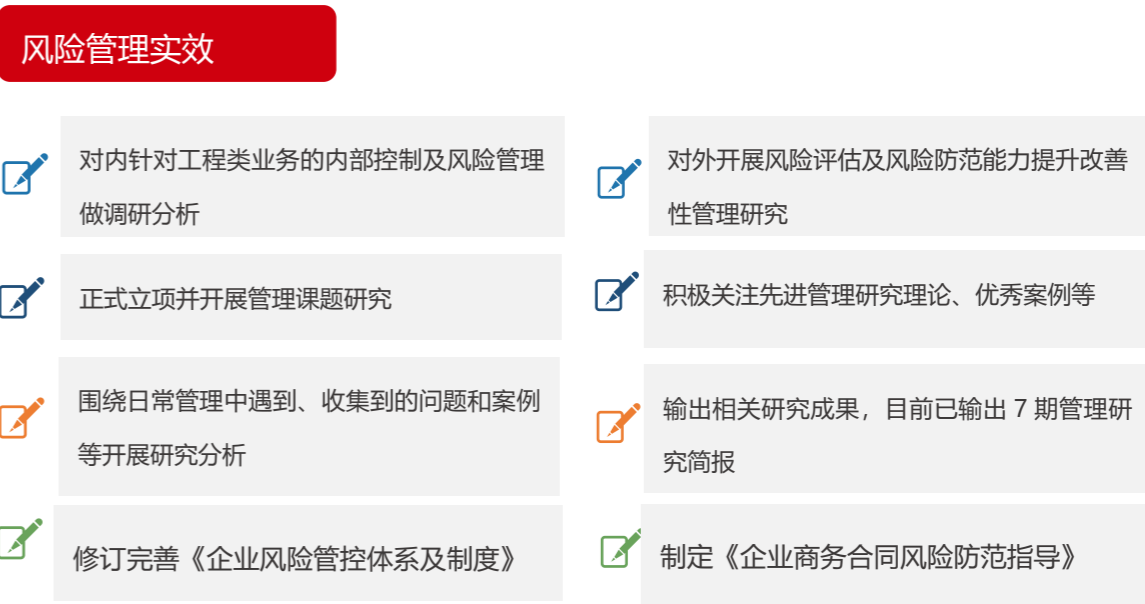 风险管理实效
对内针对工程类业务的内部控制及风险管理
做调研分析
对外开展风险评估及风险防范能力提升改善
性管理研究
正式立项并开展管理课题研究
积极关注先进管理研究理论、优秀案例等
围绕日常管理中遇到、收集到的问题和案例
等开展研究分析
输出相关研究成果，目前已输出 7 期管理研
究简报
修订完善《企业风险管控体系及制度》
制定《企业商务合同风险防范指导》